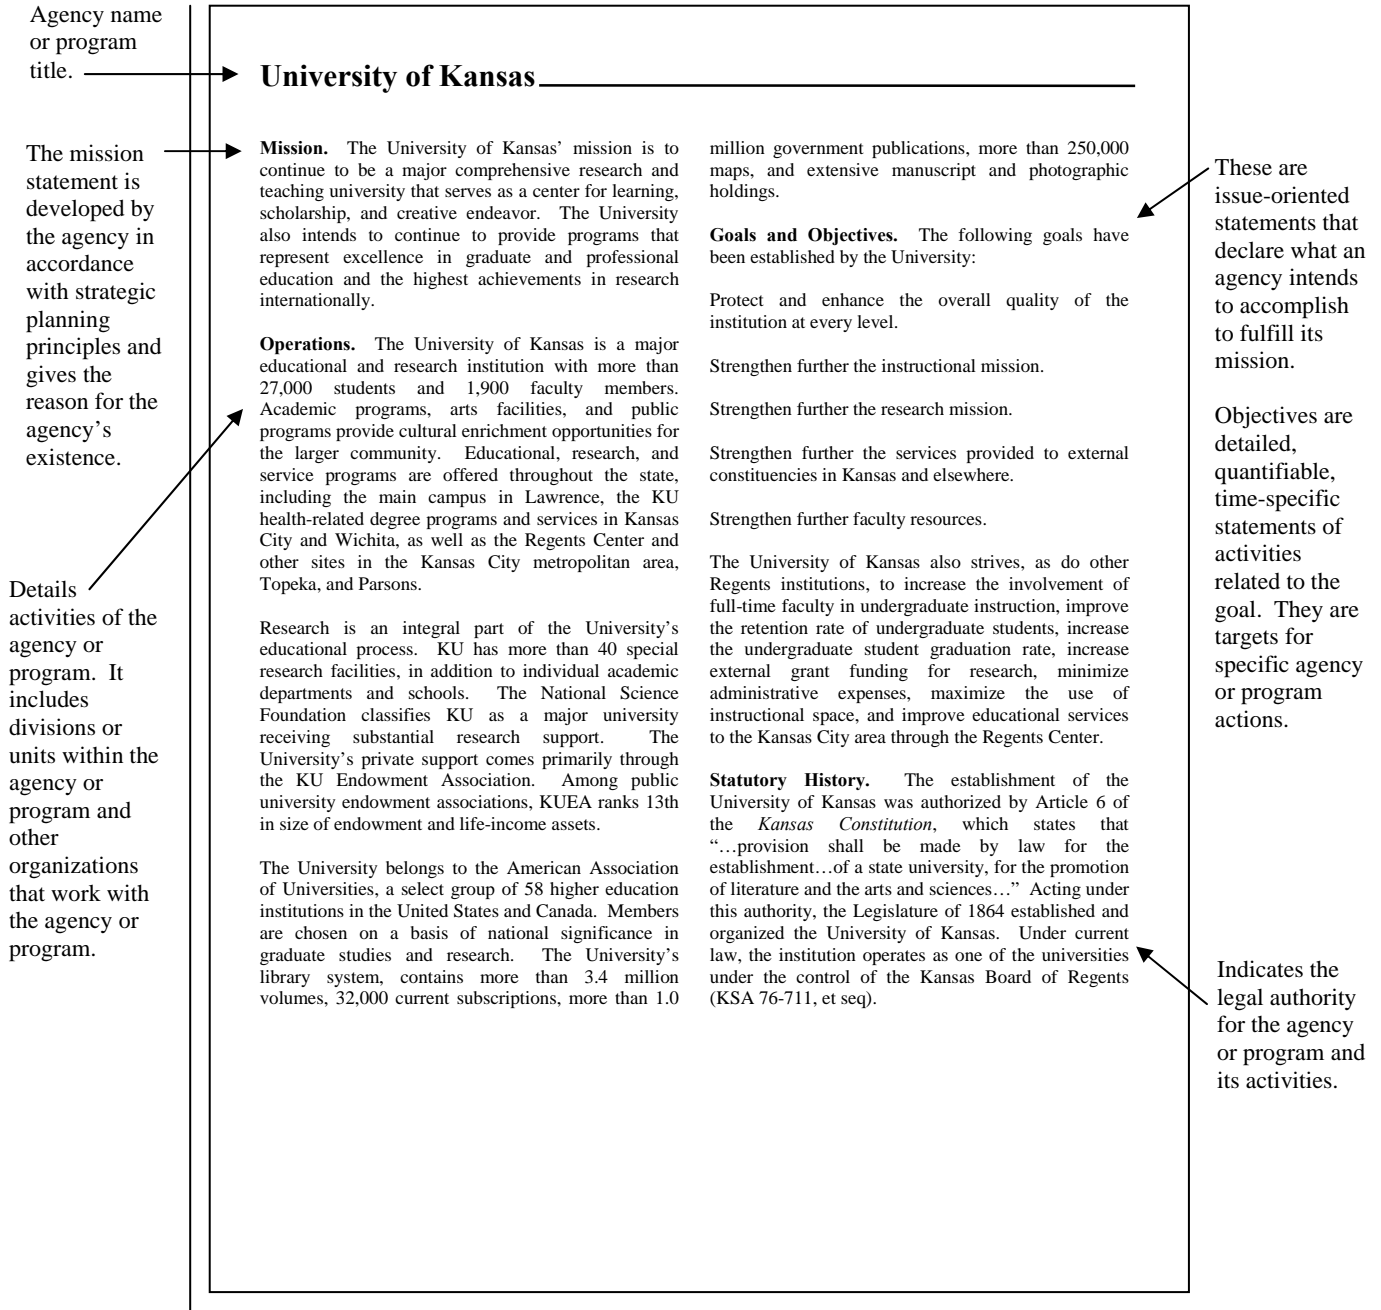 Agency name
or program
title.
University of Kansas
The mission
statement is
developed by
the agency in
accordance
with strategic
planning
principles and
gives the
reason for the
agency’s
existence.
Details
activities of the
agency or
program.  It
includes
divisions or
units within the
agency or
program and
other
organizations
that work with
the agency or
program.
Mission.  The University of Kansas’ mission is to
continue to be a major comprehensive research and
teaching university that serves as a center for learning,
scholarship, and creative endeavor.  The University
also intends to continue to provide programs that
represent excellence in graduate and professional
education and the highest achievements in research
internationally.
Operations.  The University of Kansas is a major
educational and research institution with more than
27,000 students and 1,900 faculty members.
Academic programs, arts facilities, and public
programs provide cultural enrichment opportunities for
the larger community.  Educational, research, and
service programs are offered throughout the state,
including the main campus in Lawrence, the KU
health-related degree programs and services in Kansas
City and Wichita, as well as the Regents Center and
other sites in the Kansas City metropolitan area,
Topeka, and Parsons.
Research is an integral part of the University’s
educational process.  KU has more than 40 special
research facilities, in addition to individual academic
departments and schools.  The National Science
Foundation classifies KU as a major university
receiving substantial research support.  The
University’s private support comes primarily through
the KU Endowment Association.  Among public
university endowment associations, KUEA ranks 13th
in size of endowment and life-income assets.
The University belongs to the American Association
of Universities, a select group of 58 higher education
institutions in the United States and Canada.  Members
are chosen on a basis of national significance in
graduate studies and research.  The University’s
library system, contains more than 3.4 million
volumes, 32,000 current subscriptions, more than 1.0
million government publications, more than 250,000
maps, and extensive manuscript and photographic
holdings.
Goals and Objectives.  The following goals have
been established by the University:
Protect and enhance the overall quality of the
institution at every level.
Strengthen further the instructional mission.
Strengthen further the research mission.
Strengthen further the services provided to external
constituencies in Kansas and elsewhere.
Strengthen further faculty resources.
The University of Kansas also strives, as do other
Regents institutions, to increase the involvement of
full-time faculty in undergraduate instruction, improve
the retention rate of undergraduate students, increase
the undergraduate student graduation rate, increase
external grant funding for research, minimize
administrative expenses, maximize the use of
instructional space, and improve educational services
to the Kansas City area through the Regents Center.
Statutory History.  The establishment of the
University of Kansas was authorized by Article 6 of
the Kansas Constitution, which states that
“…provision shall be made by law for the
establishment…of a state university, for the promotion
of literature and the arts and sciences…”  Acting under
this authority, the Legislature of 1864 established and
organized the University of Kansas.  Under current
law, the institution operates as one of the universities
under the control of the Kansas Board of Regents
(KSA 76-711, et seq).
These are
issue-oriented
statements that
declare what an
agency intends
to accomplish
to fulfill its
mission.
Objectives are
detailed,
quantifiable,
time-specific
statements of
activities
related to the
goal.  They are
targets for
specific agency
or program
actions.
Indicates the
legal authority
for the agency
or program and
its activities.